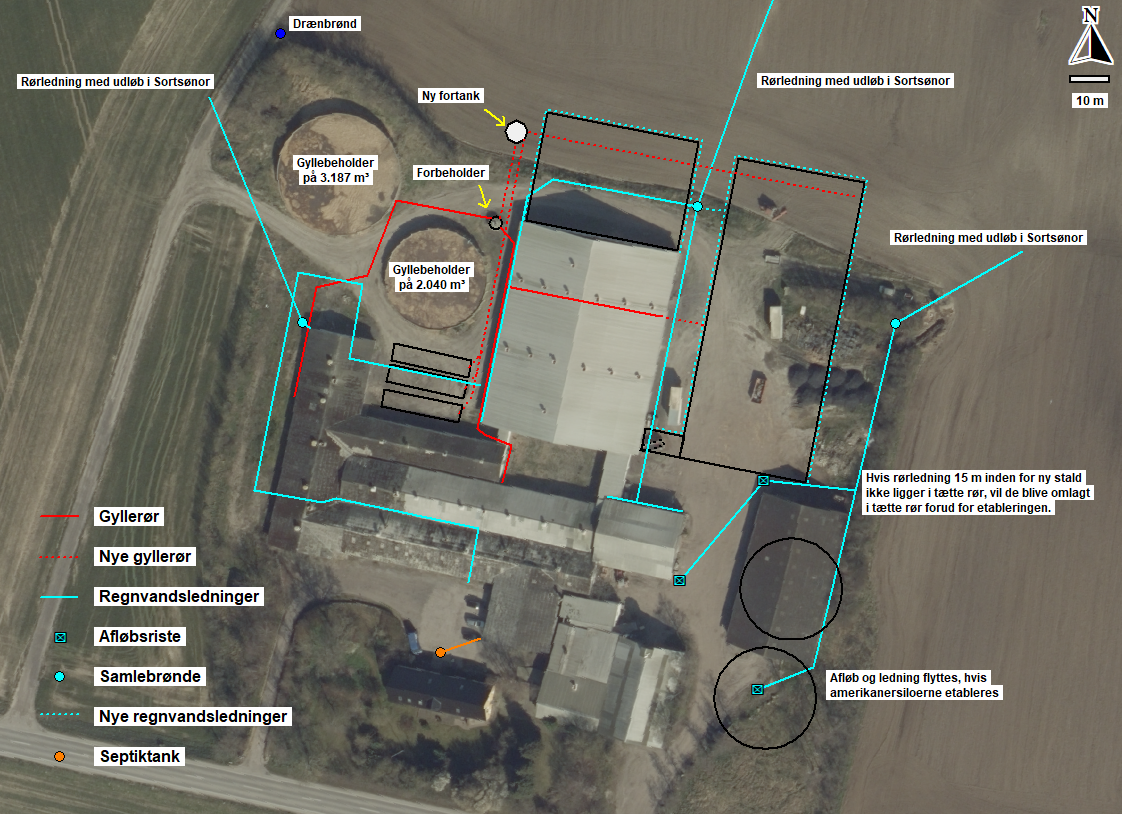 Drænbrønd
N
Rørledning med udløb i Sortsønor
Rørledning med udløb i Sortsønor
Ny fortank
10 m
Gyllebeholder
på 3.187 m³
Forbeholder
Rørledning med udløb i Sortsønor
Gyllebeholder
på 2.040 m³
Hvis rørledning 15 m inden for ny stald
ikke ligger i tætte rør, vil de blive omlagt
i tætte rør forud for etableringen.
Gyllerør
Nye gyllerør
Regnvandsledninger
Afløbsriste
Samlebrønde
Afløb og ledning flyttes, hvis
amerikanersiloerne etableres
Nye regnvandsledninger
Septiktank